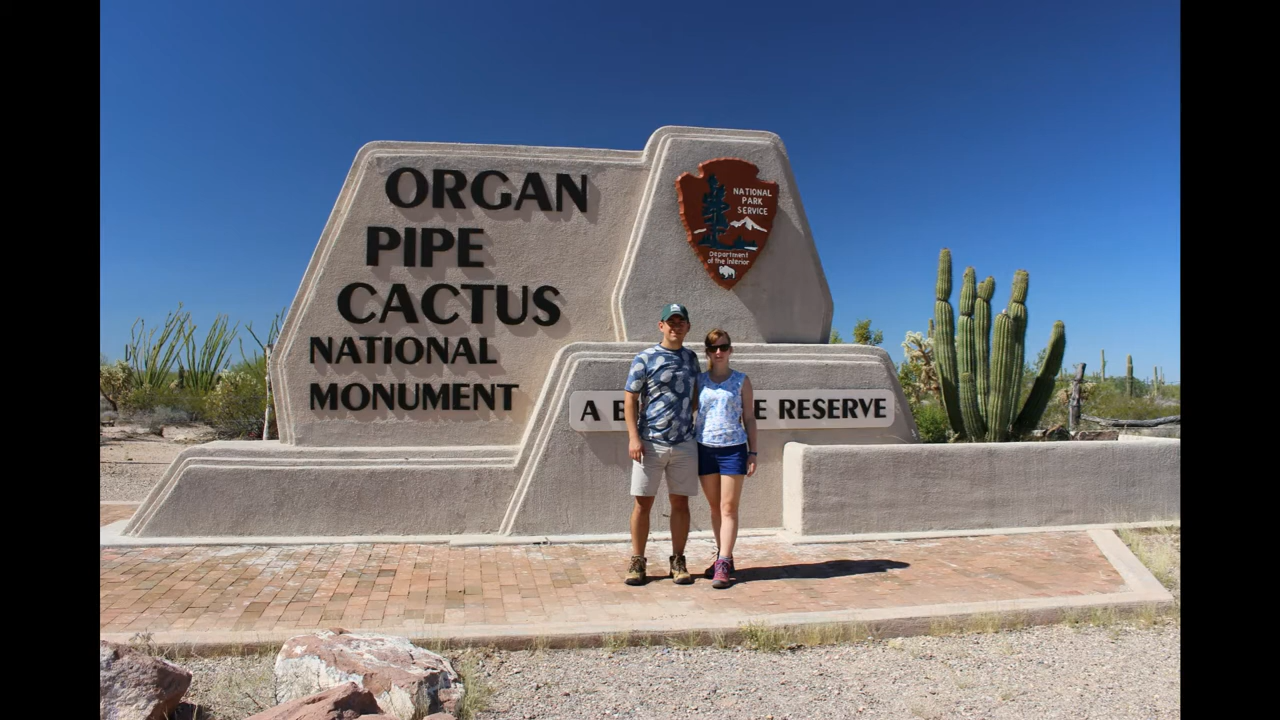 ORGAN
PIPE
CACTUS
NATIONAL
MONUMENT
NATIONAL
PARK
SERVICE
Department
of the Interior
A RESERVE